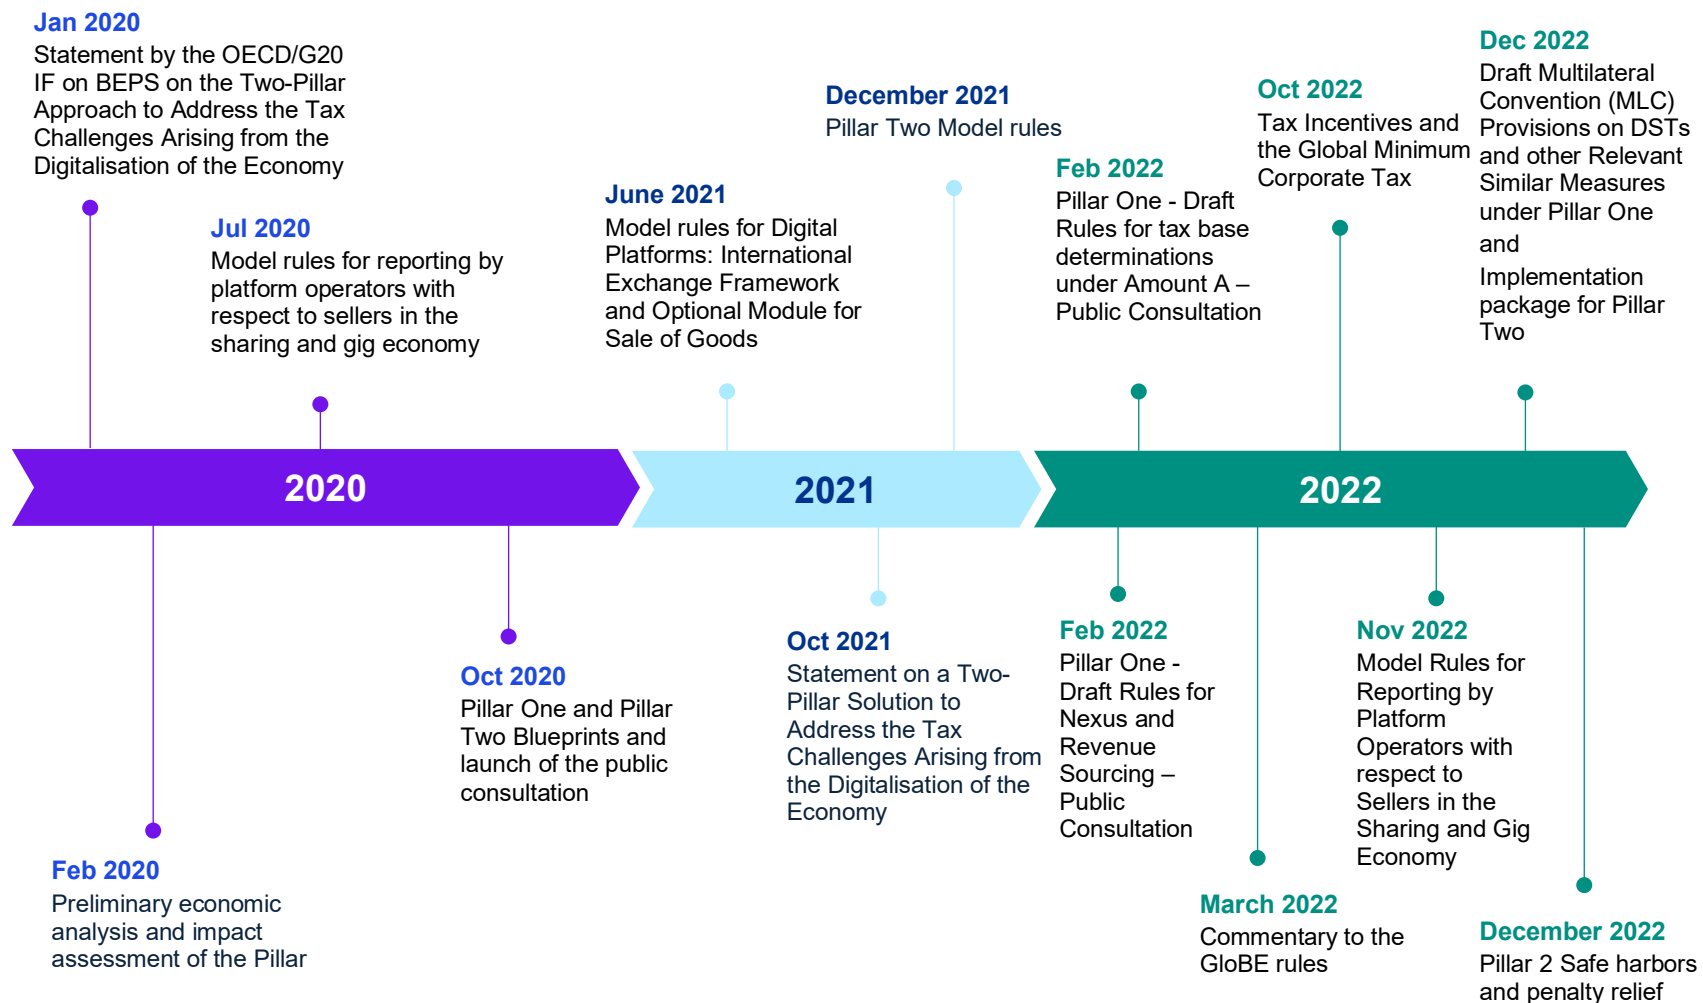 Jan 2020
Statement by the OECD/G20
IF on BEPS on the Two-Pillar
Approach to Address the Tax
Challenges Arising from the
Digitalisation of the Economy
Jul 2020
Model rules for reporting by
platform operators with
respect to sellers in the
sharing and gig economy
June 2021
Model rules for Digital
Platforms: International
Exchange Framework
and Optional Module for
Sale of Goods
December 2021
Pillar Two Model rules
Feb 2022
Pillar One - Draft
Rules for tax base
determinations
under Amount A –
Public Consultation
Oct 2022
Tax Incentives and
the Global Minimum
Corporate Tax
Dec 2022
Draft Multilateral
Convention (MLC)
Provisions on DSTs
and other Relevant
Similar Measures
under Pillar One
and
Implementation
package for Pillar
Two
2020
2021
2022
Feb 2020
Preliminary economic
analysis and impact
assessment of the Pillar
Oct 2020
Pillar One and Pillar
Two Blueprints and
launch of the public
consultation
Oct 2021
Statement on a Two-
Pillar Solution to
Address the Tax
Challenges Arising from
the Digitalisation of the
Economy
Feb 2022
Pillar One -
Draft Rules for
Nexus and
Revenue
Sourcing –
Public
Consultation
March 2022
Commentary to the
GloBE rules
Nov 2022
Model Rules for
Reporting by
Platform
Operators with
respect to
Sellers in the
Sharing and Gig
Economy
December 2022
Pillar 2 Safe harbors
and penalty relief